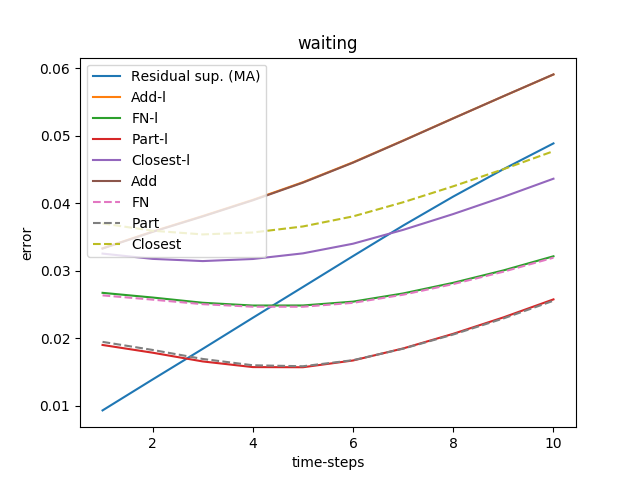 waiting
0.06
0.05
0.04
0.03
0.02
0.01
error
Residual sup. (MA)
Add-l
FN-l
Part-l
Closest-l
Add
FN
Part
Closest
2 4 6 8 10
time-steps